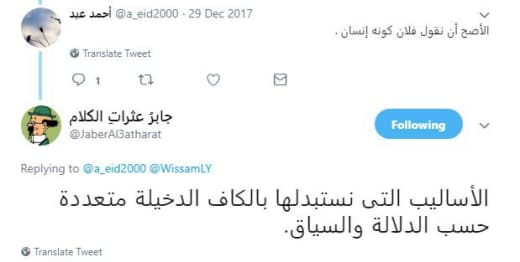 أحمد عيد @a_eid2000 · 29 Dec 2017
الأصح أن نقول فلان كونه إنسان .
Translate Tweet
1
جابرُ عثراتِ الكلام
@JaberAl3atharat
Following
Replying to @a_eid2000 @WissamLY
الأساليب التى نستبدلها بالكاف الدخيلة متعددة
حسب الدلالة والسياق.
Translate Tweet